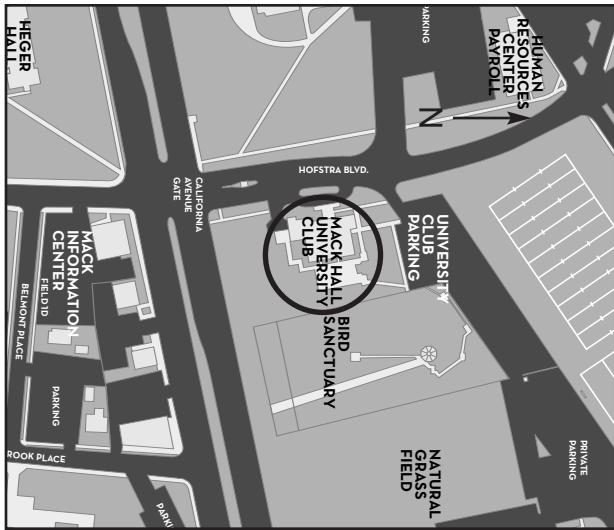 HEGER
HALL
PARKING
HUMAN
RESOURCES
CENTER
PAYROLL
N
HOFSTRA BLVD.
CALIFORNIA
AVENUE
GATE
UNIVERSITY
CLUB
PARKING
MACK HALL
UNIVERSITY
CLUB
BIRD
SANCTUARY
MACK
INFORMATION
CENTER
FIELD 1D
BELMONT PLACE
PARKING
ROOK PLACE
NATURAL
GRASS
FIELD
PRIVATE
PARKING
PARKI